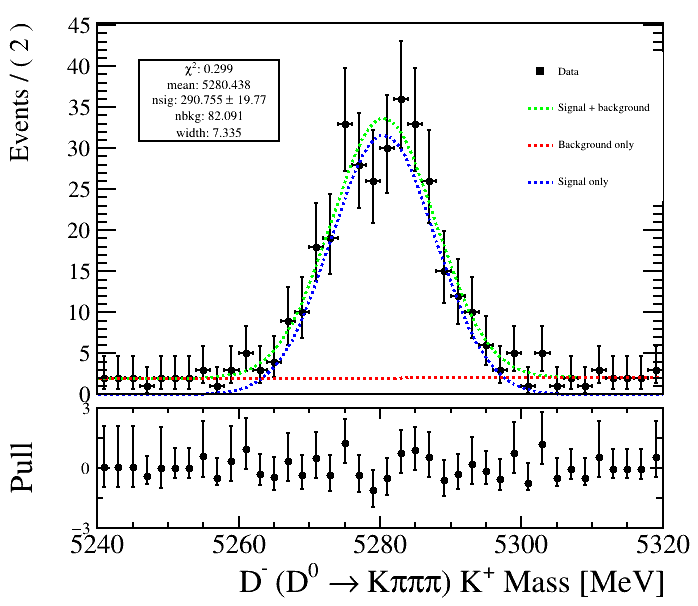 Events / ( 2 )
45
40
35
30
25
20
15
10
5
0
χ²: 0.299
mean: 5280.438
nsig: 290.755 ± 19.77
nbkg: 82.091
width: 7.335
Data
Signal + background
Background only
Signal only
Pull
3
0
−3
5240 5260 5280 5300 5320
D⁻ (D⁰ → Kπππ) K⁺ Mass [MeV]